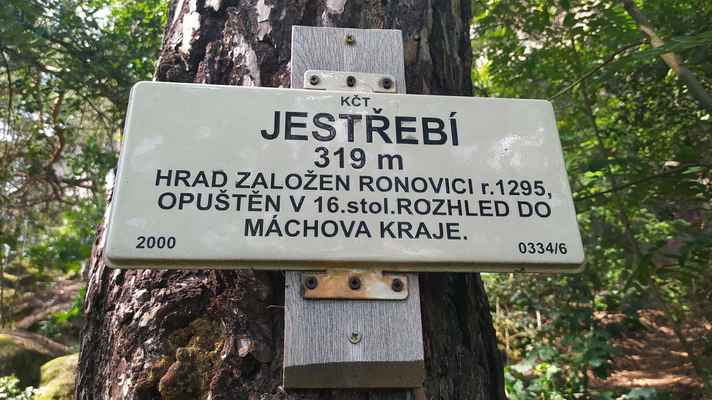 KČT
JESTŘEBÍ
319 m
HRAD ZALOŽEN RONOVICI r.1295,
OPUŠTĚN V 16.stol.ROZHLED DO
MÁCHOVA KRAJE.
2000 0334/6